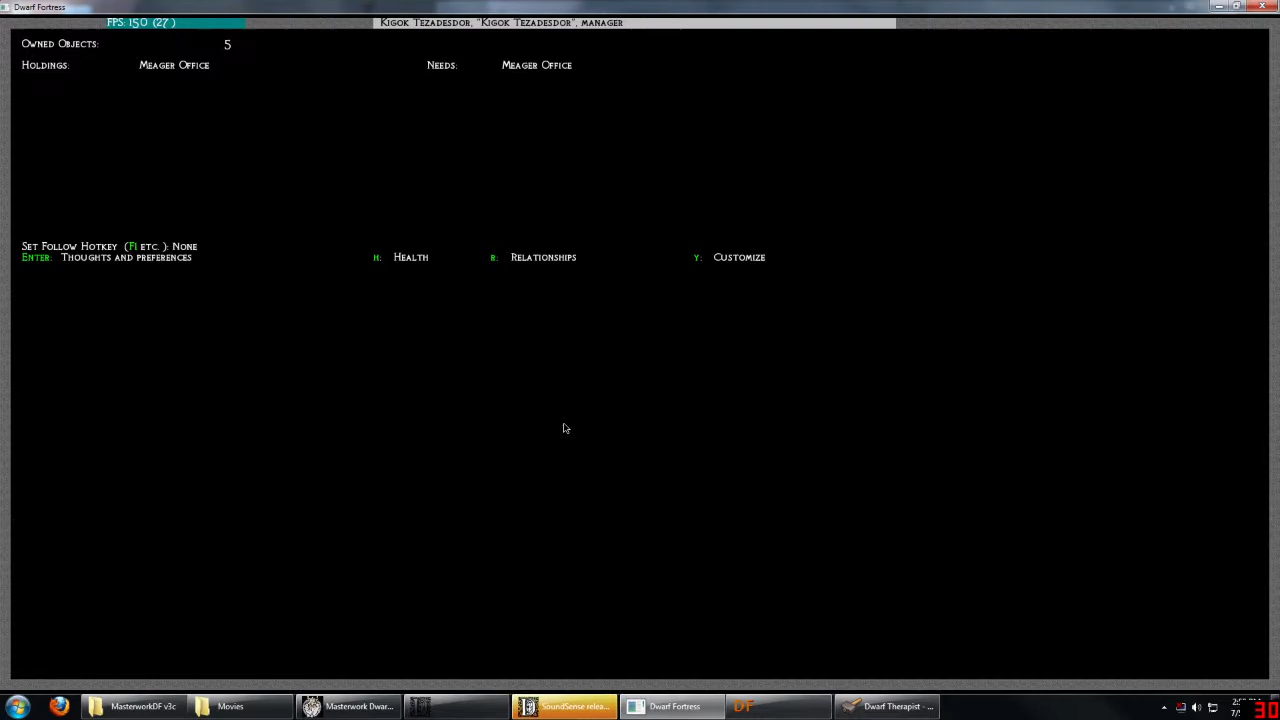 Dwarf Fortress
FPS: 150 (27) Kigok Tezadesdor, "Kigok Tezadesdor", manager
Owned Objects: 5
Holdings: Meager Office Needs: Meager Office
Set Follow Hotkey (F1 etc.): None
Enter: Thoughts and preferences H: Health R: Relationships Y: Customize
MasterworkDF v3c Movies Masterwork Dwar... SoundSense relea... Dwarf Fortress DF Dwarf Therapist - ...
30